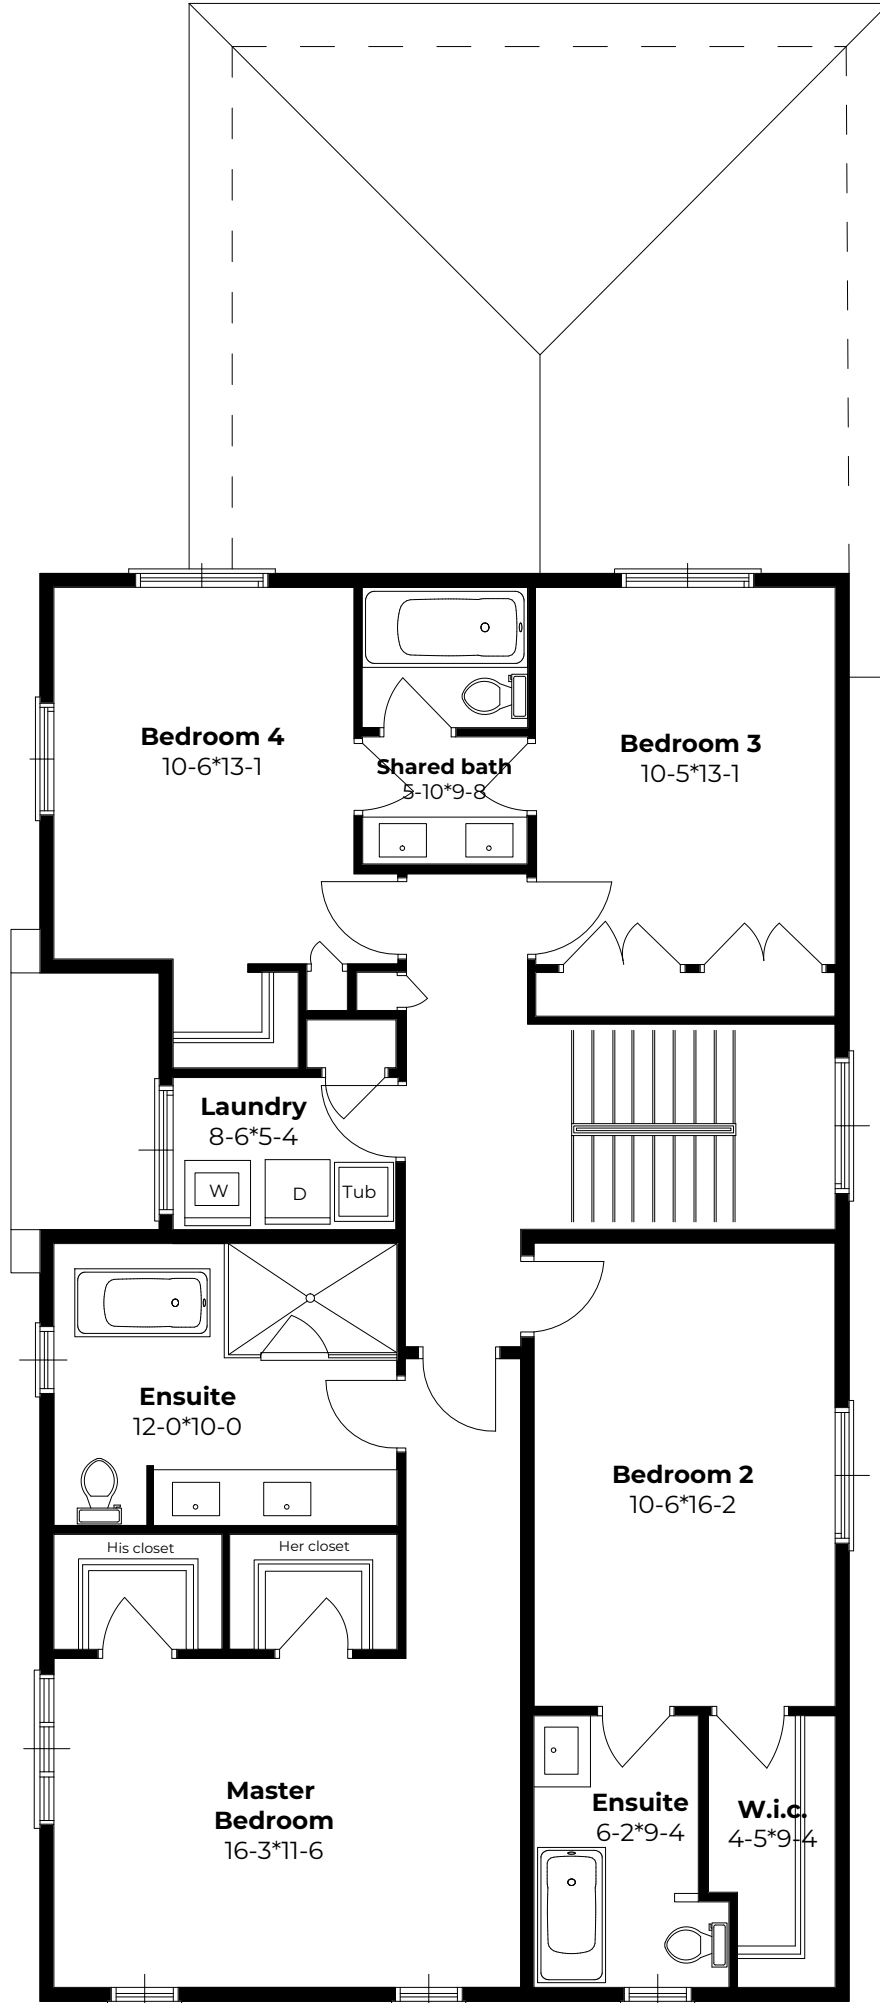 Bedroom 4
10-6*13-1
Shared bath
5-10*9-8
Bedroom 3
10-5*13-1
Laundry
8-6*5-4
W
D
Tub
Ensuite
12-0*10-0
Bedroom 2
10-6*16-2
His closet
Her closet
Master
Bedroom
16-3*11-6
Ensuite
6-2*9-4
W.i.c.
4-5*9-4